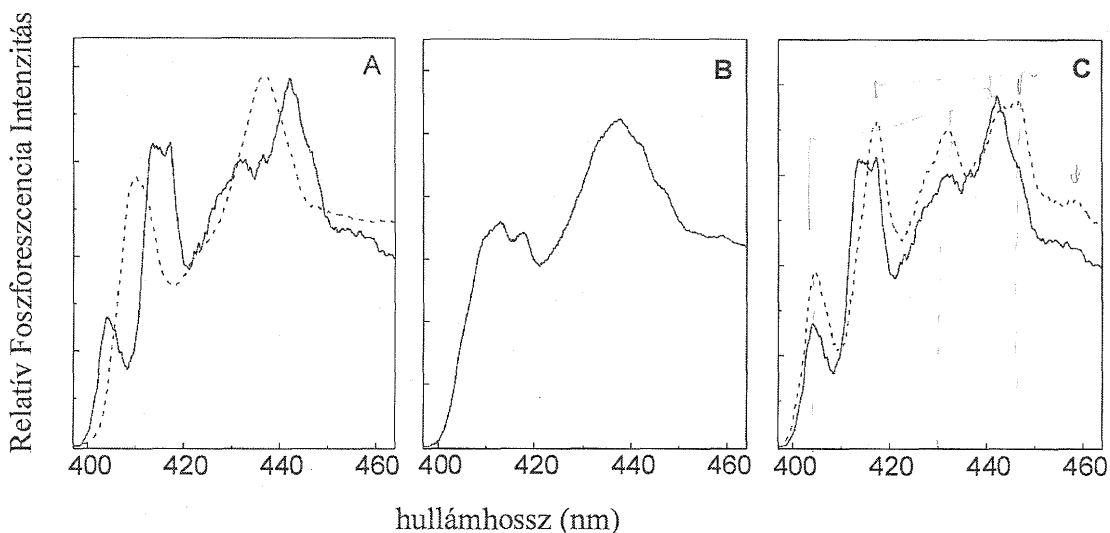 Relatív Foszforeszcencia Intenzitás
A
B
C
400 420 440 460
400 420 440 460
400 420 440 460
hullámhossz (nm)